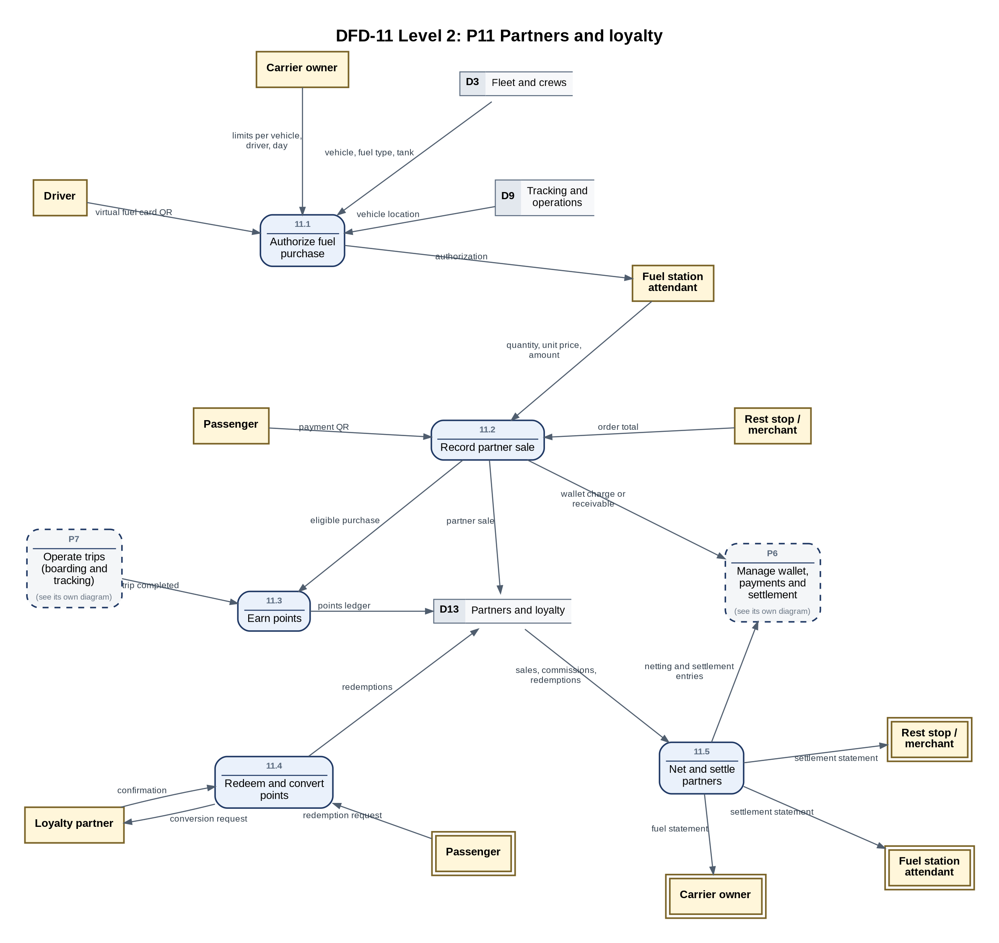 DFD-11 Level 2: P11 Partners and loyalty
Carrier owner
D3
Fleet and crews
limits per vehicle,
driver, day
vehicle, fuel type, tank
Driver
virtual fuel card QR
D9
Tracking and
operations
vehicle location
11.1
Authorize fuel
purchase
authorization
Fuel station
attendant
quantity, unit price,
amount
Passenger
payment QR
11.2
Record partner sale
order total
Rest stop /
merchant
wallet charge or
receivable
eligible purchase
partner sale
P7
Operate trips
(boarding and
tracking)
(see its own diagram)
trip completed
11.3
Earn points
points ledger
D13
Partners and loyalty
P6
Manage wallet,
payments and
settlement
(see its own diagram)
redemptions
sales, commissions,
redemptions
netting and settlement
entries
11.4
Redeem and convert
points
confirmation
conversion request
Loyalty partner
redemption request
Passenger
11.5
Net and settle
partners
settlement statement
Rest stop /
merchant
settlement statement
fuel statement
Fuel station
attendant
Carrier owner